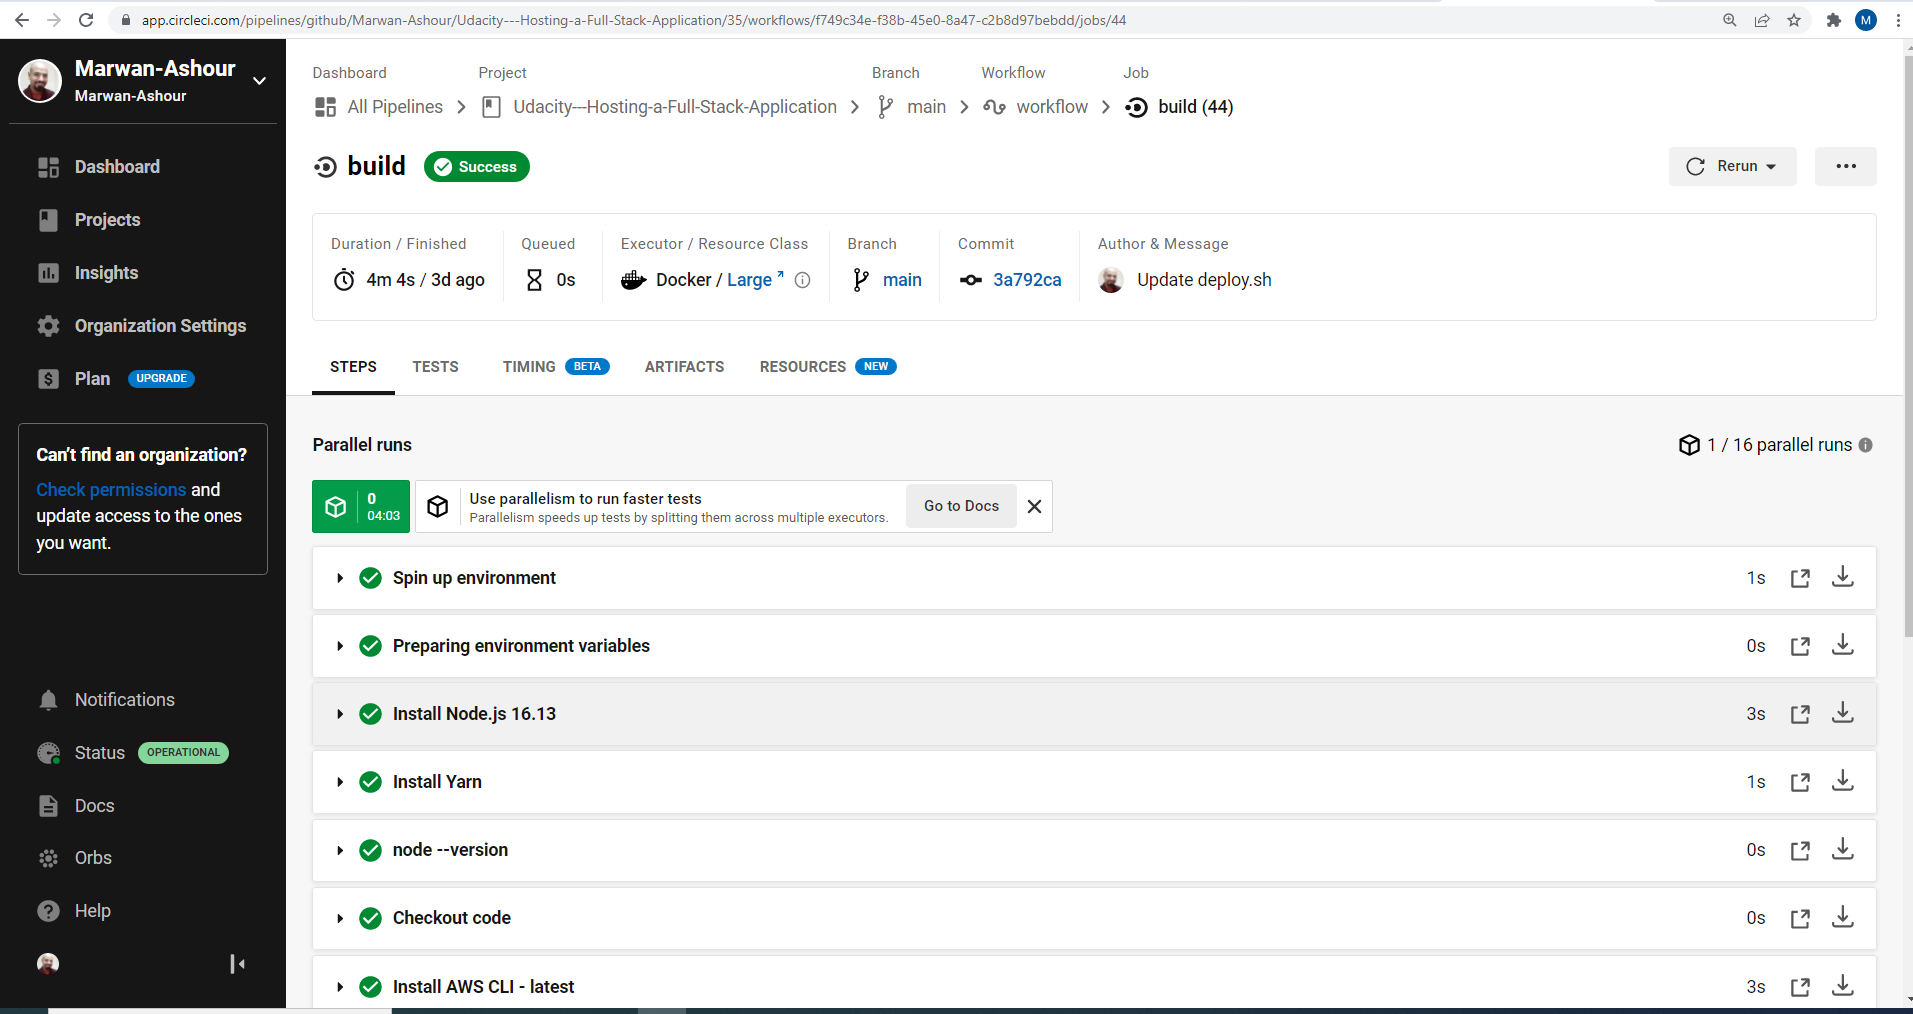 app.circleci.com/pipelines/github/Marwan-Ashour/Udacity---Hosting-a-Full-Stack-Application/35/workflows/f749c34e-f38b-45e0-8a47-c2b8d97bebdd/jobs/44
M
Marwan-Ashour
Marwan-Ashour
Dashboard
Projects
Insights
Organization Settings
Plan UPGRADE
Can't find an organization?
Check permissions and
update access to the ones
you want.
Notifications
Status OPERATIONAL
Docs
Orbs
Help
Dashboard Project Branch Workflow Job
All Pipelines Udacity---Hosting-a-Full-Stack-Application main workflow build (44)
build Success
Rerun
Duration / Finished Queued Executor / Resource Class Branch Commit Author & Message
4m 4s / 3d ago 0s Docker / Large main 3a792ca Update deploy.sh
STEPS TESTS TIMING BETA ARTIFACTS RESOURCES NEW
Parallel runs
1 / 16 parallel runs
0
04:03
Use parallelism to run faster tests
Parallelism speeds up tests by splitting them across multiple executors.
Go to Docs
Spin up environment 1s
Preparing environment variables 0s
Install Node.js 16.13 3s
Install Yarn 1s
node --version 0s
Checkout code 0s
Install AWS CLI - latest 3s